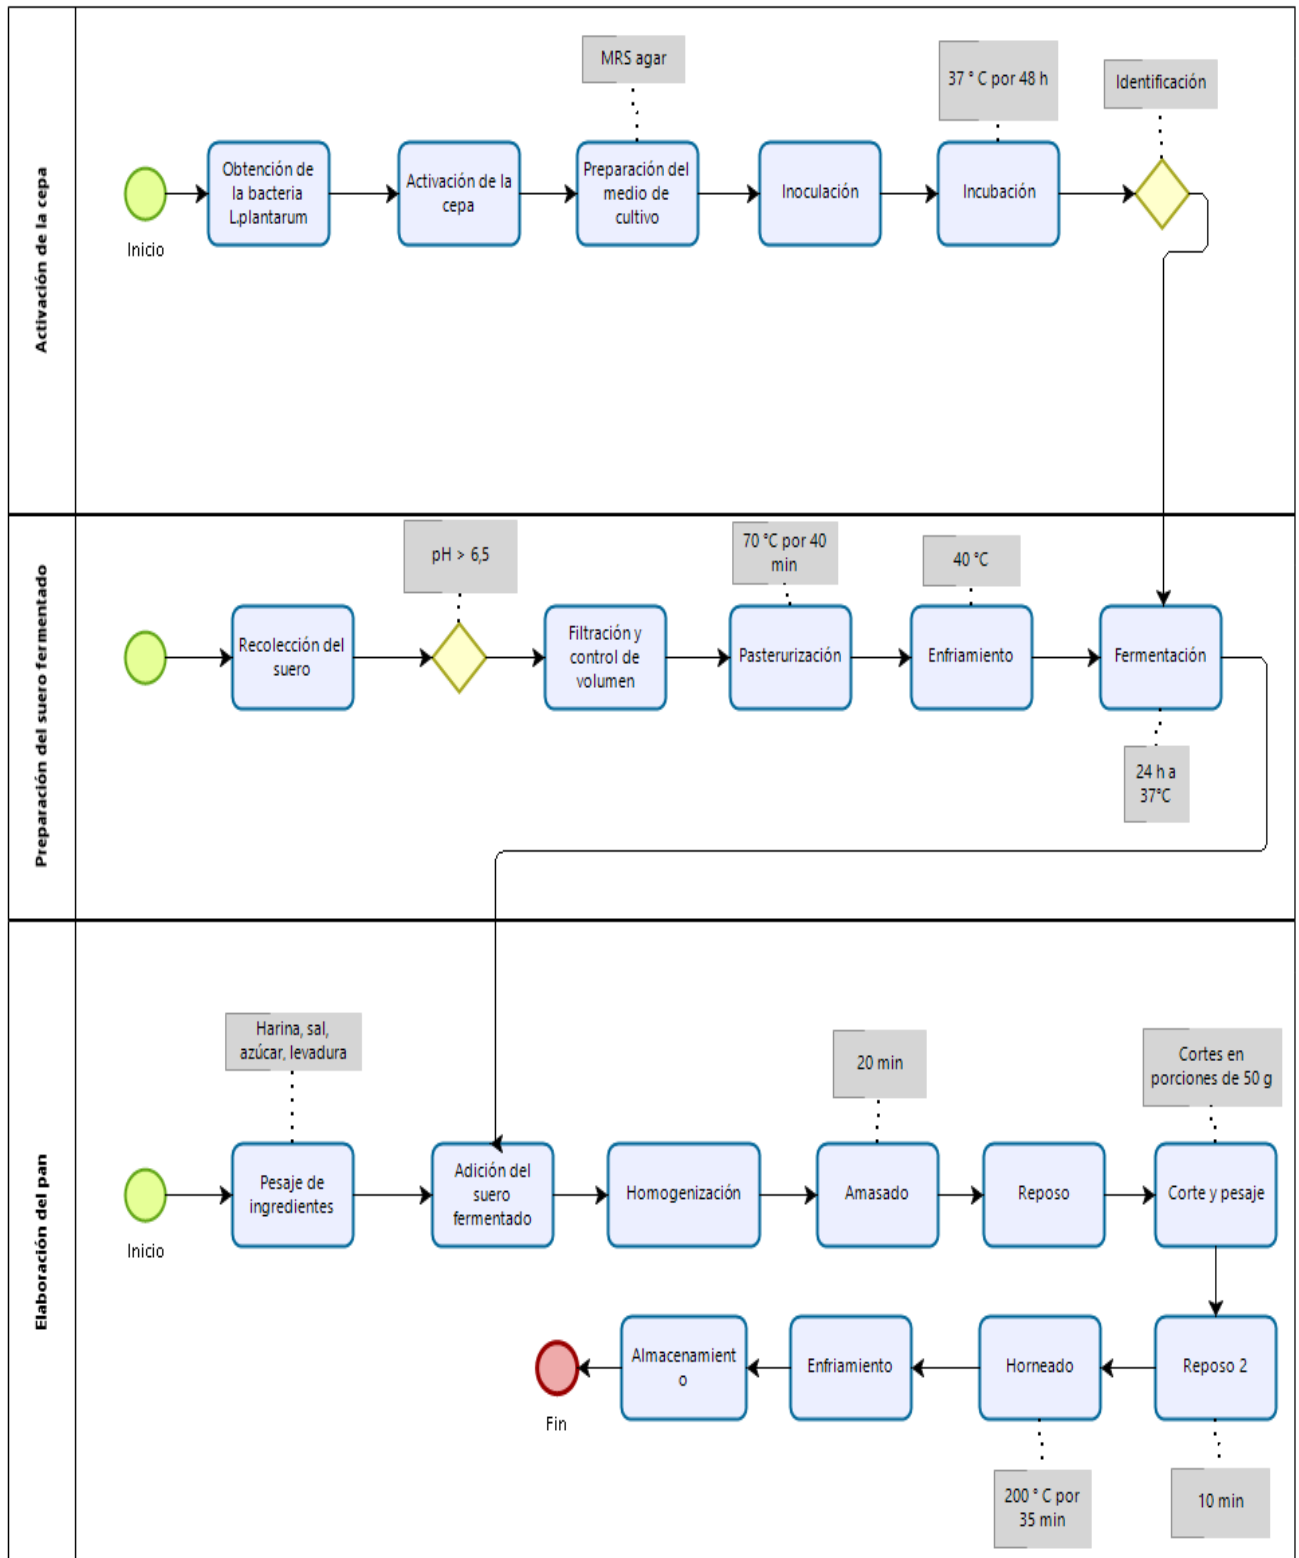 Activación de la cepa
MRS agar
37 ° C por 48 h
Identificación
Inicio
Obtención de
la bacteria
L,plantarum
Activación de la
cepa
Preparación del
medio de
cultivo
Inoculación
Incubación
Preparación del suero fermentado
pH > 6,5
70 °C por 40
min
40 °C
Recolección del
suero
Filtración y
control de
volumen
Pasterurización
Enfriamiento
Fermentación
24 h a
37°C
Elaboración del pan
Harina, sal,
azúcar, levadura
20 min
Cortes en
porciones de 50 g
Inicio
Pesaje de
ingredientes
Adición del
suero
fermentado
Homogenización
Amasado
Reposo
Corte y pesaje
Fin
Almacenamient
o
Enfriamiento
Horneado
Reposo 2
200 ° C por
35 min
10 min